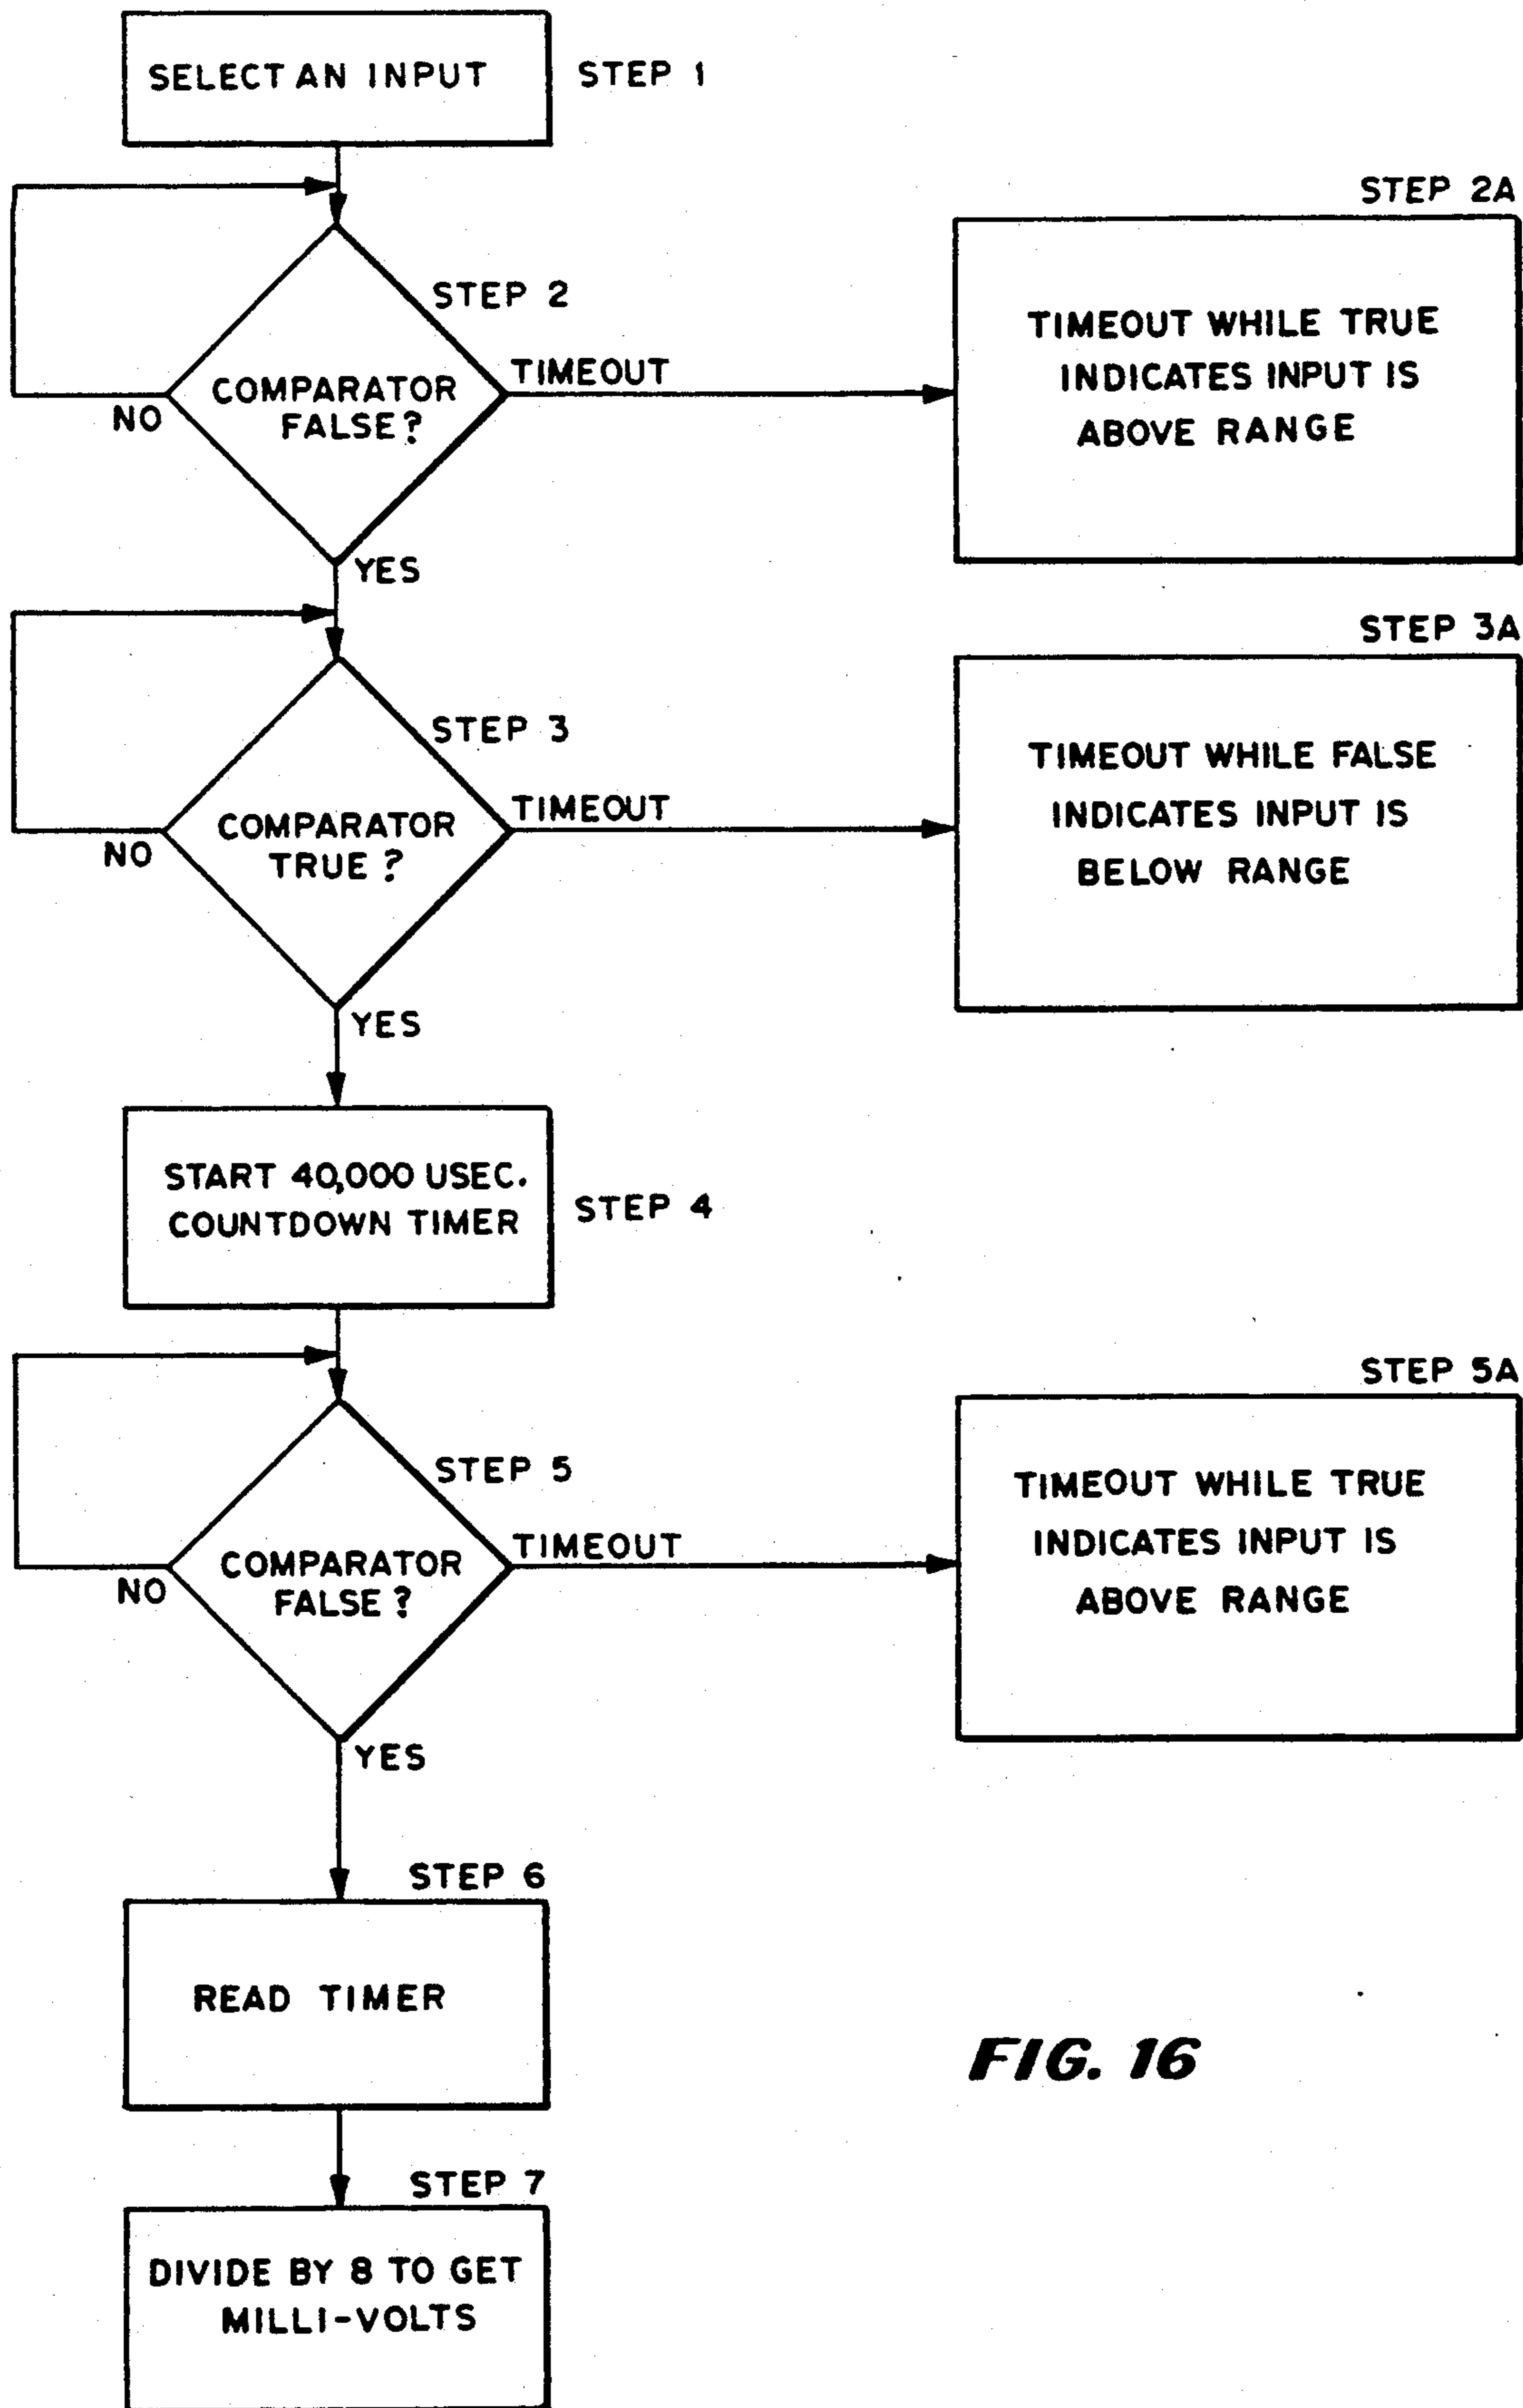 SELECT AN INPUT
STEP 1
STEP 2A
STEP 2
TIMEOUT WHILE TRUE
INDICATES INPUT IS
ABOVE RANGE
TIMEOUT
COMPARATOR
FALSE?
NO
YES
STEP 3A
STEP 3
TIMEOUT WHILE FALSE
INDICATES INPUT IS
BELOW RANGE
TIMEOUT
COMPARATOR
TRUE ?
NO
YES
START 40,000 USEC.
COUNTDOWN TIMER
STEP 4
STEP 5A
STEP 5
TIMEOUT WHILE TRUE
INDICATES INPUT IS
ABOVE RANGE
TIMEOUT
COMPARATOR
FALSE ?
NO
YES
STEP 6
READ TIMER
FIG. 16
STEP 7
DIVIDE BY 8 TO GET
MILLI-VOLTS